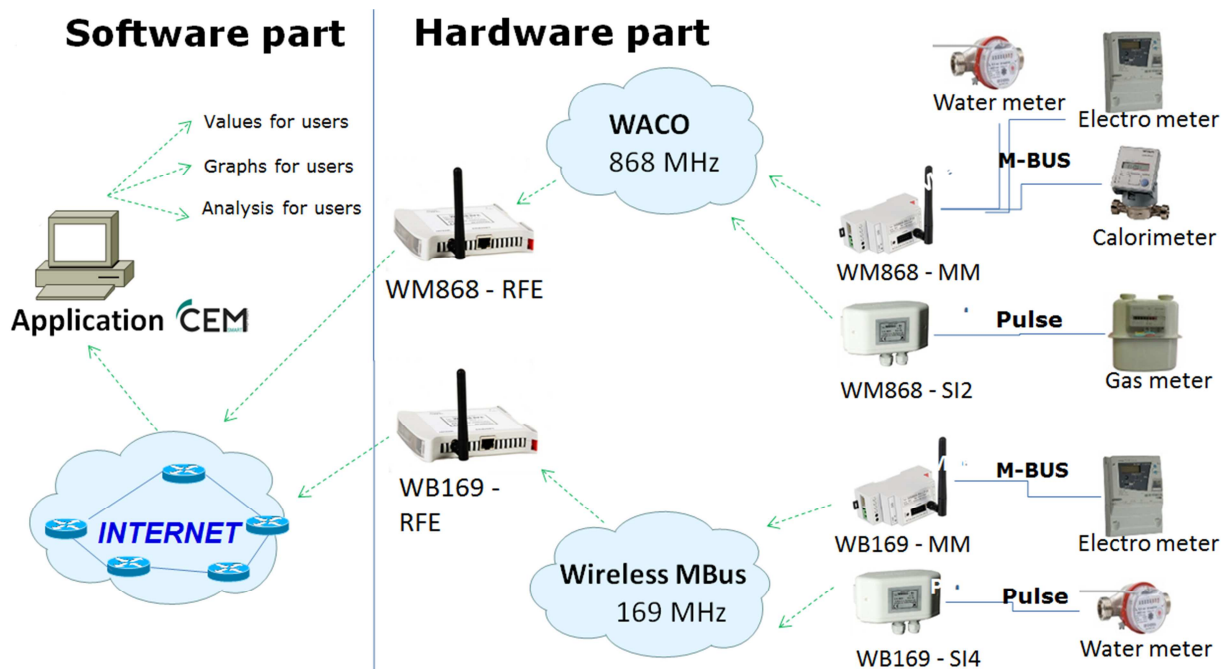 Software part
Hardware part
Values for users
Graphs for users
Analysis for users
Application CEM
INTERNET
WM868 - RFE
WB169 -
RFE
WACO
868 MHz
Wireless MBus
169 MHz
WM868 - MM
WM868 - SI2
WB169 - MM
WB169 - SI4
Water meter
Electro meter
M-BUS
Calorimeter
Pulse
Gas meter
M-BUS
Electro meter
Pulse
Water meter